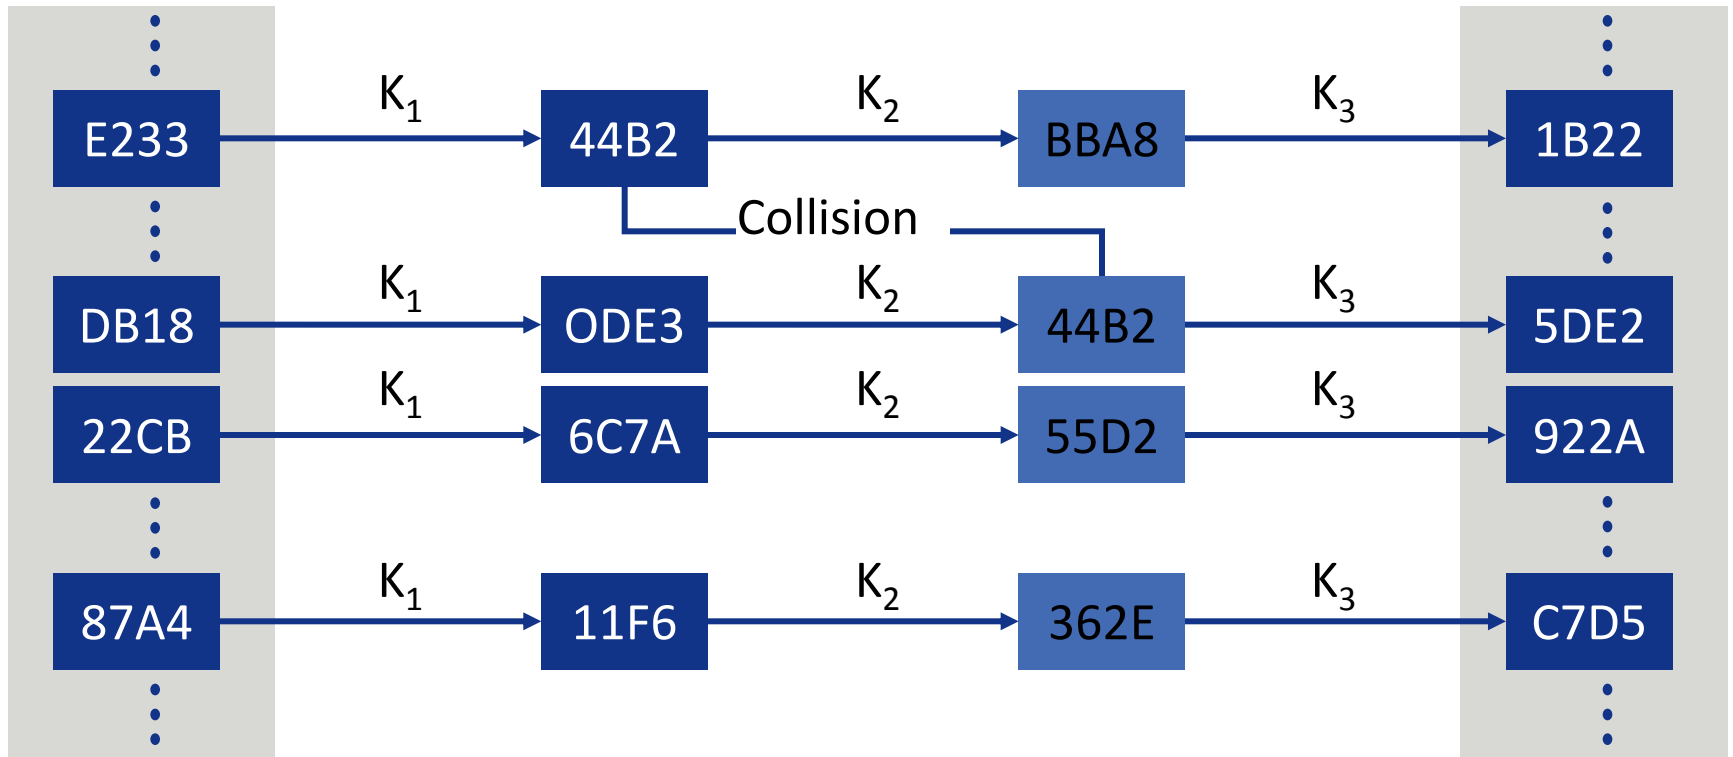 K₁ K₂ K₃
E233 44B2 BBA8 1B22
Collision
K₁ K₂ K₃
DB18 ODE3 44B2 5DE2
K₁ K₂ K₃
22CB 6C7A 55D2 922A
K₁ K₂ K₃
87A4 11F6 362E C7D5